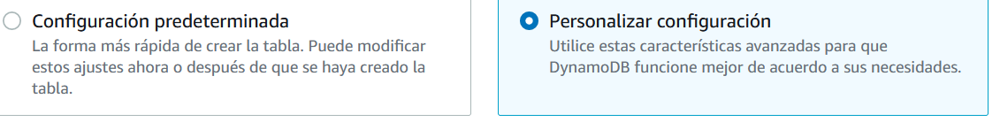 Configuración predeterminada
La forma más rápida de crear la tabla. Puede modificar
estos ajustes ahora o después de que se haya creado la
tabla.
Personalizar configuración
Utilice estas características avanzadas para que
DynamoDB funcione mejor de acuerdo a sus necesidades.